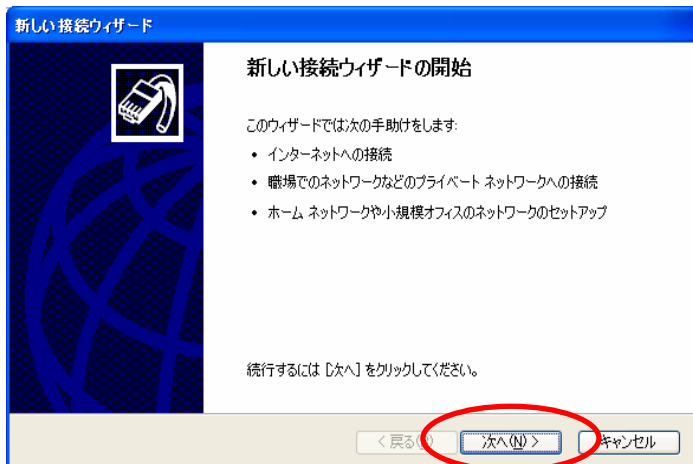 新しい接続ウィザード
新しい接続ウィザードの開始
このウィザードでは次の手助けをします:
• インターネットへの接続
• 職場でのネットワークなどのプライベート ネットワークへの接続
• ホーム ネットワークや小規模オフィスのネットワークのセットアップ
続行するには [次へ] をクリックしてください。
< 戻る 次へ(N) > キャンセル